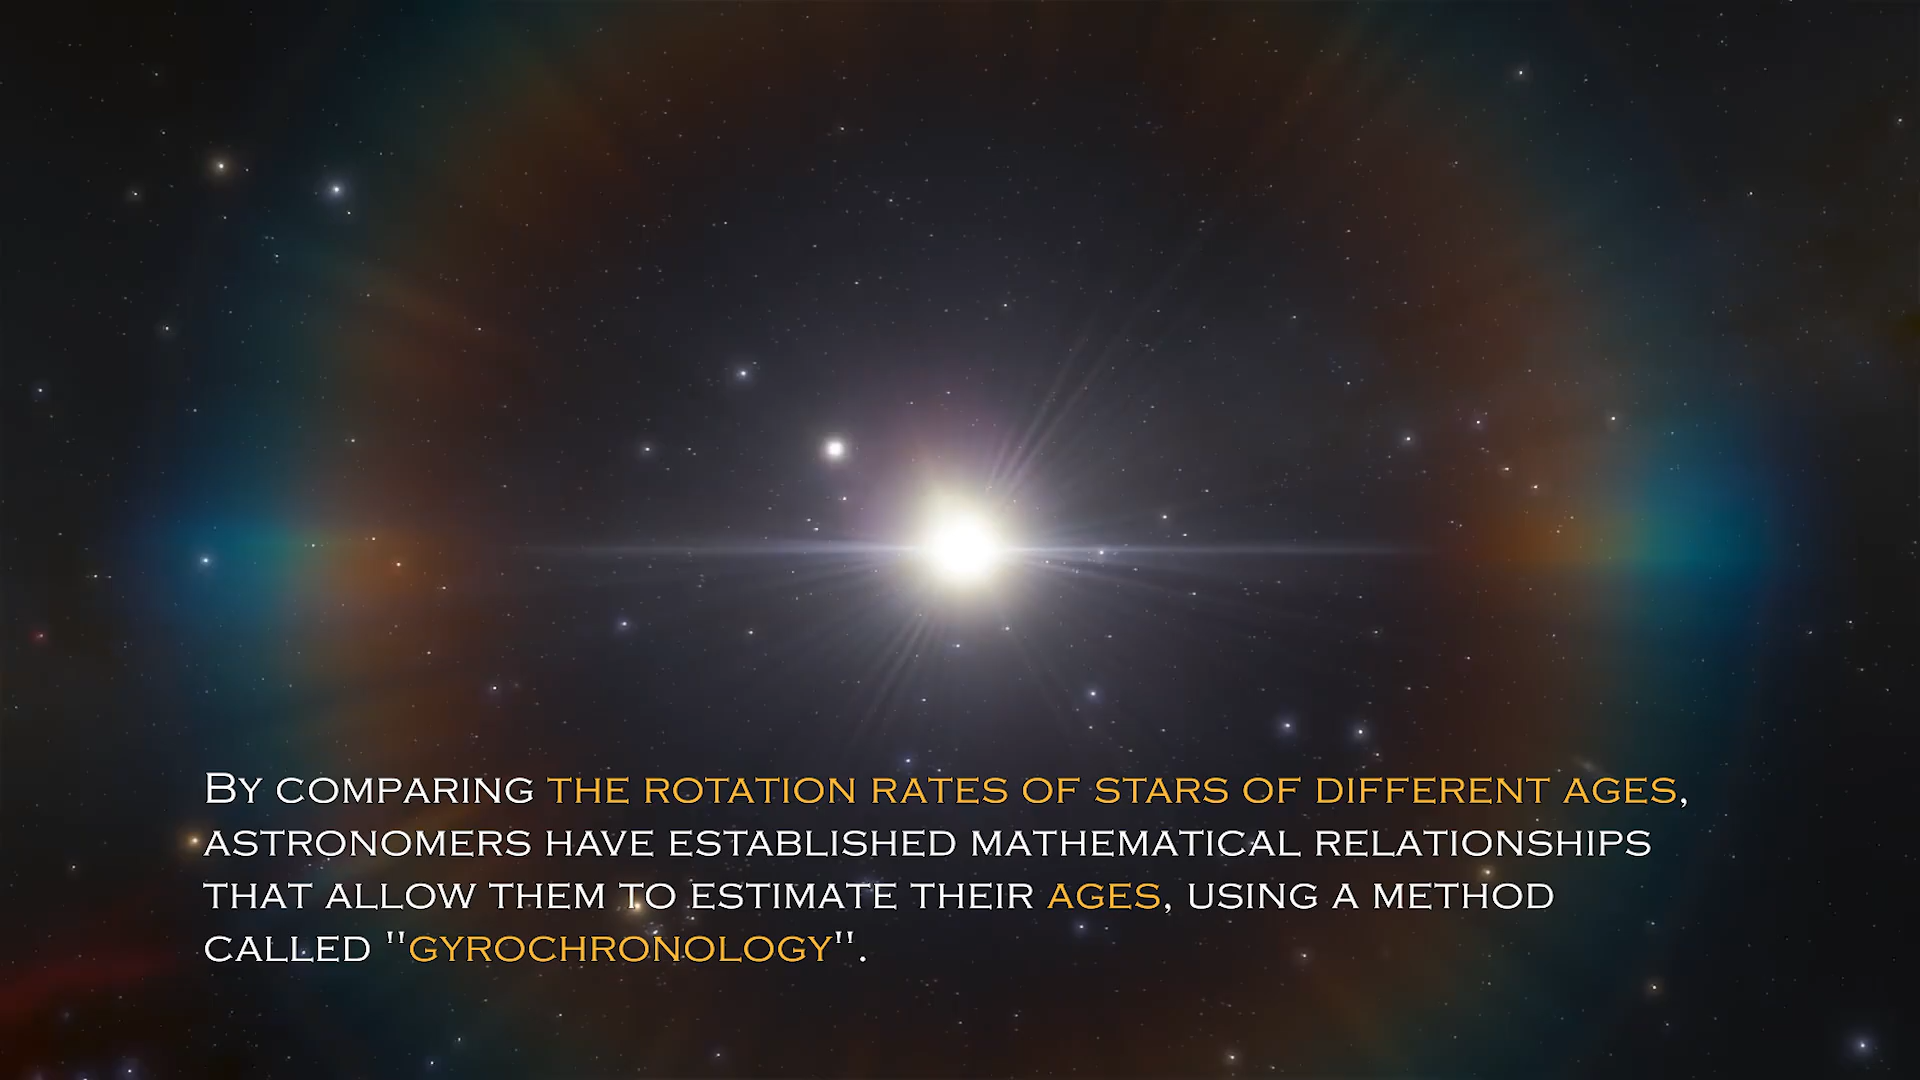 By comparing the rotation rates of stars of different ages,
astronomers have established mathematical relationships
that allow them to estimate their ages, using a method
called "gyrochronology".